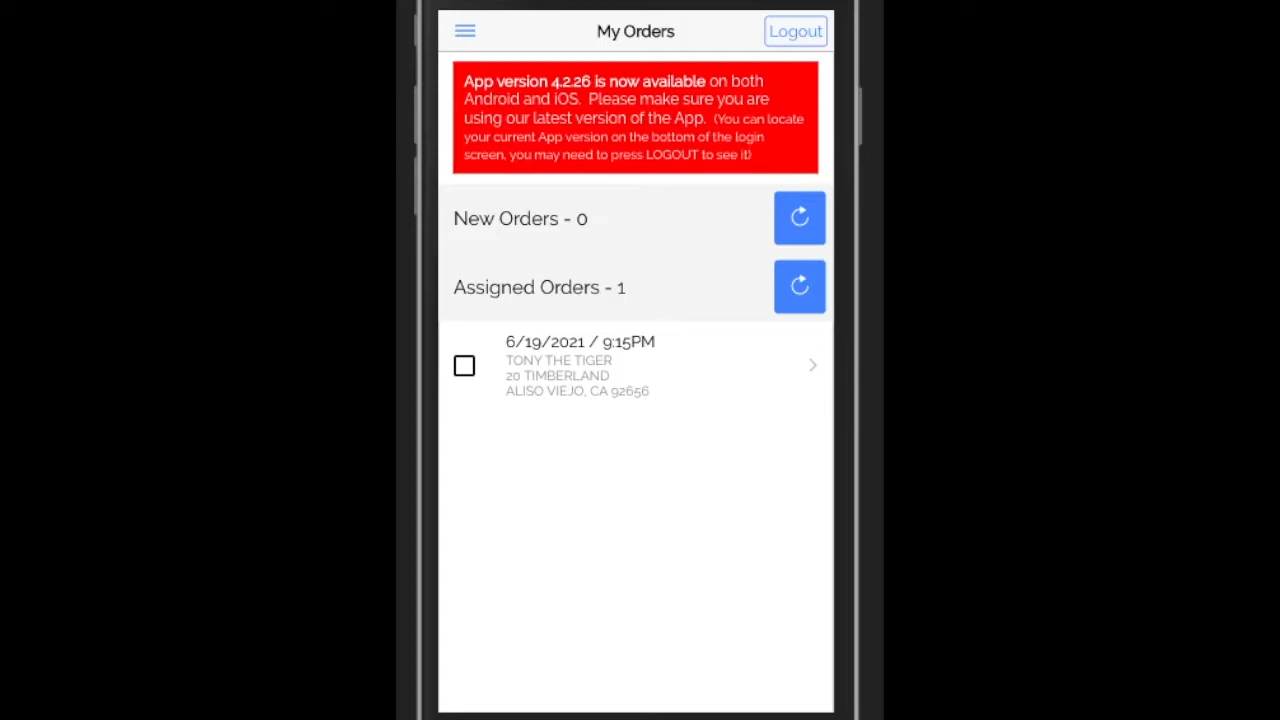 My Orders
Logout
App version 4.2.26 is now available on both
Android and iOS. Please make sure you are
using our latest version of the App. (You can locate
your current App version on the bottom of the login
screen, you may need to press LOGOUT to see it)
New Orders - 0
Assigned Orders - 1
6/19/2021 / 9:15PM
TONY THE TIGER
20 TIMBERLAND
ALISO VIEJO, CA 92656